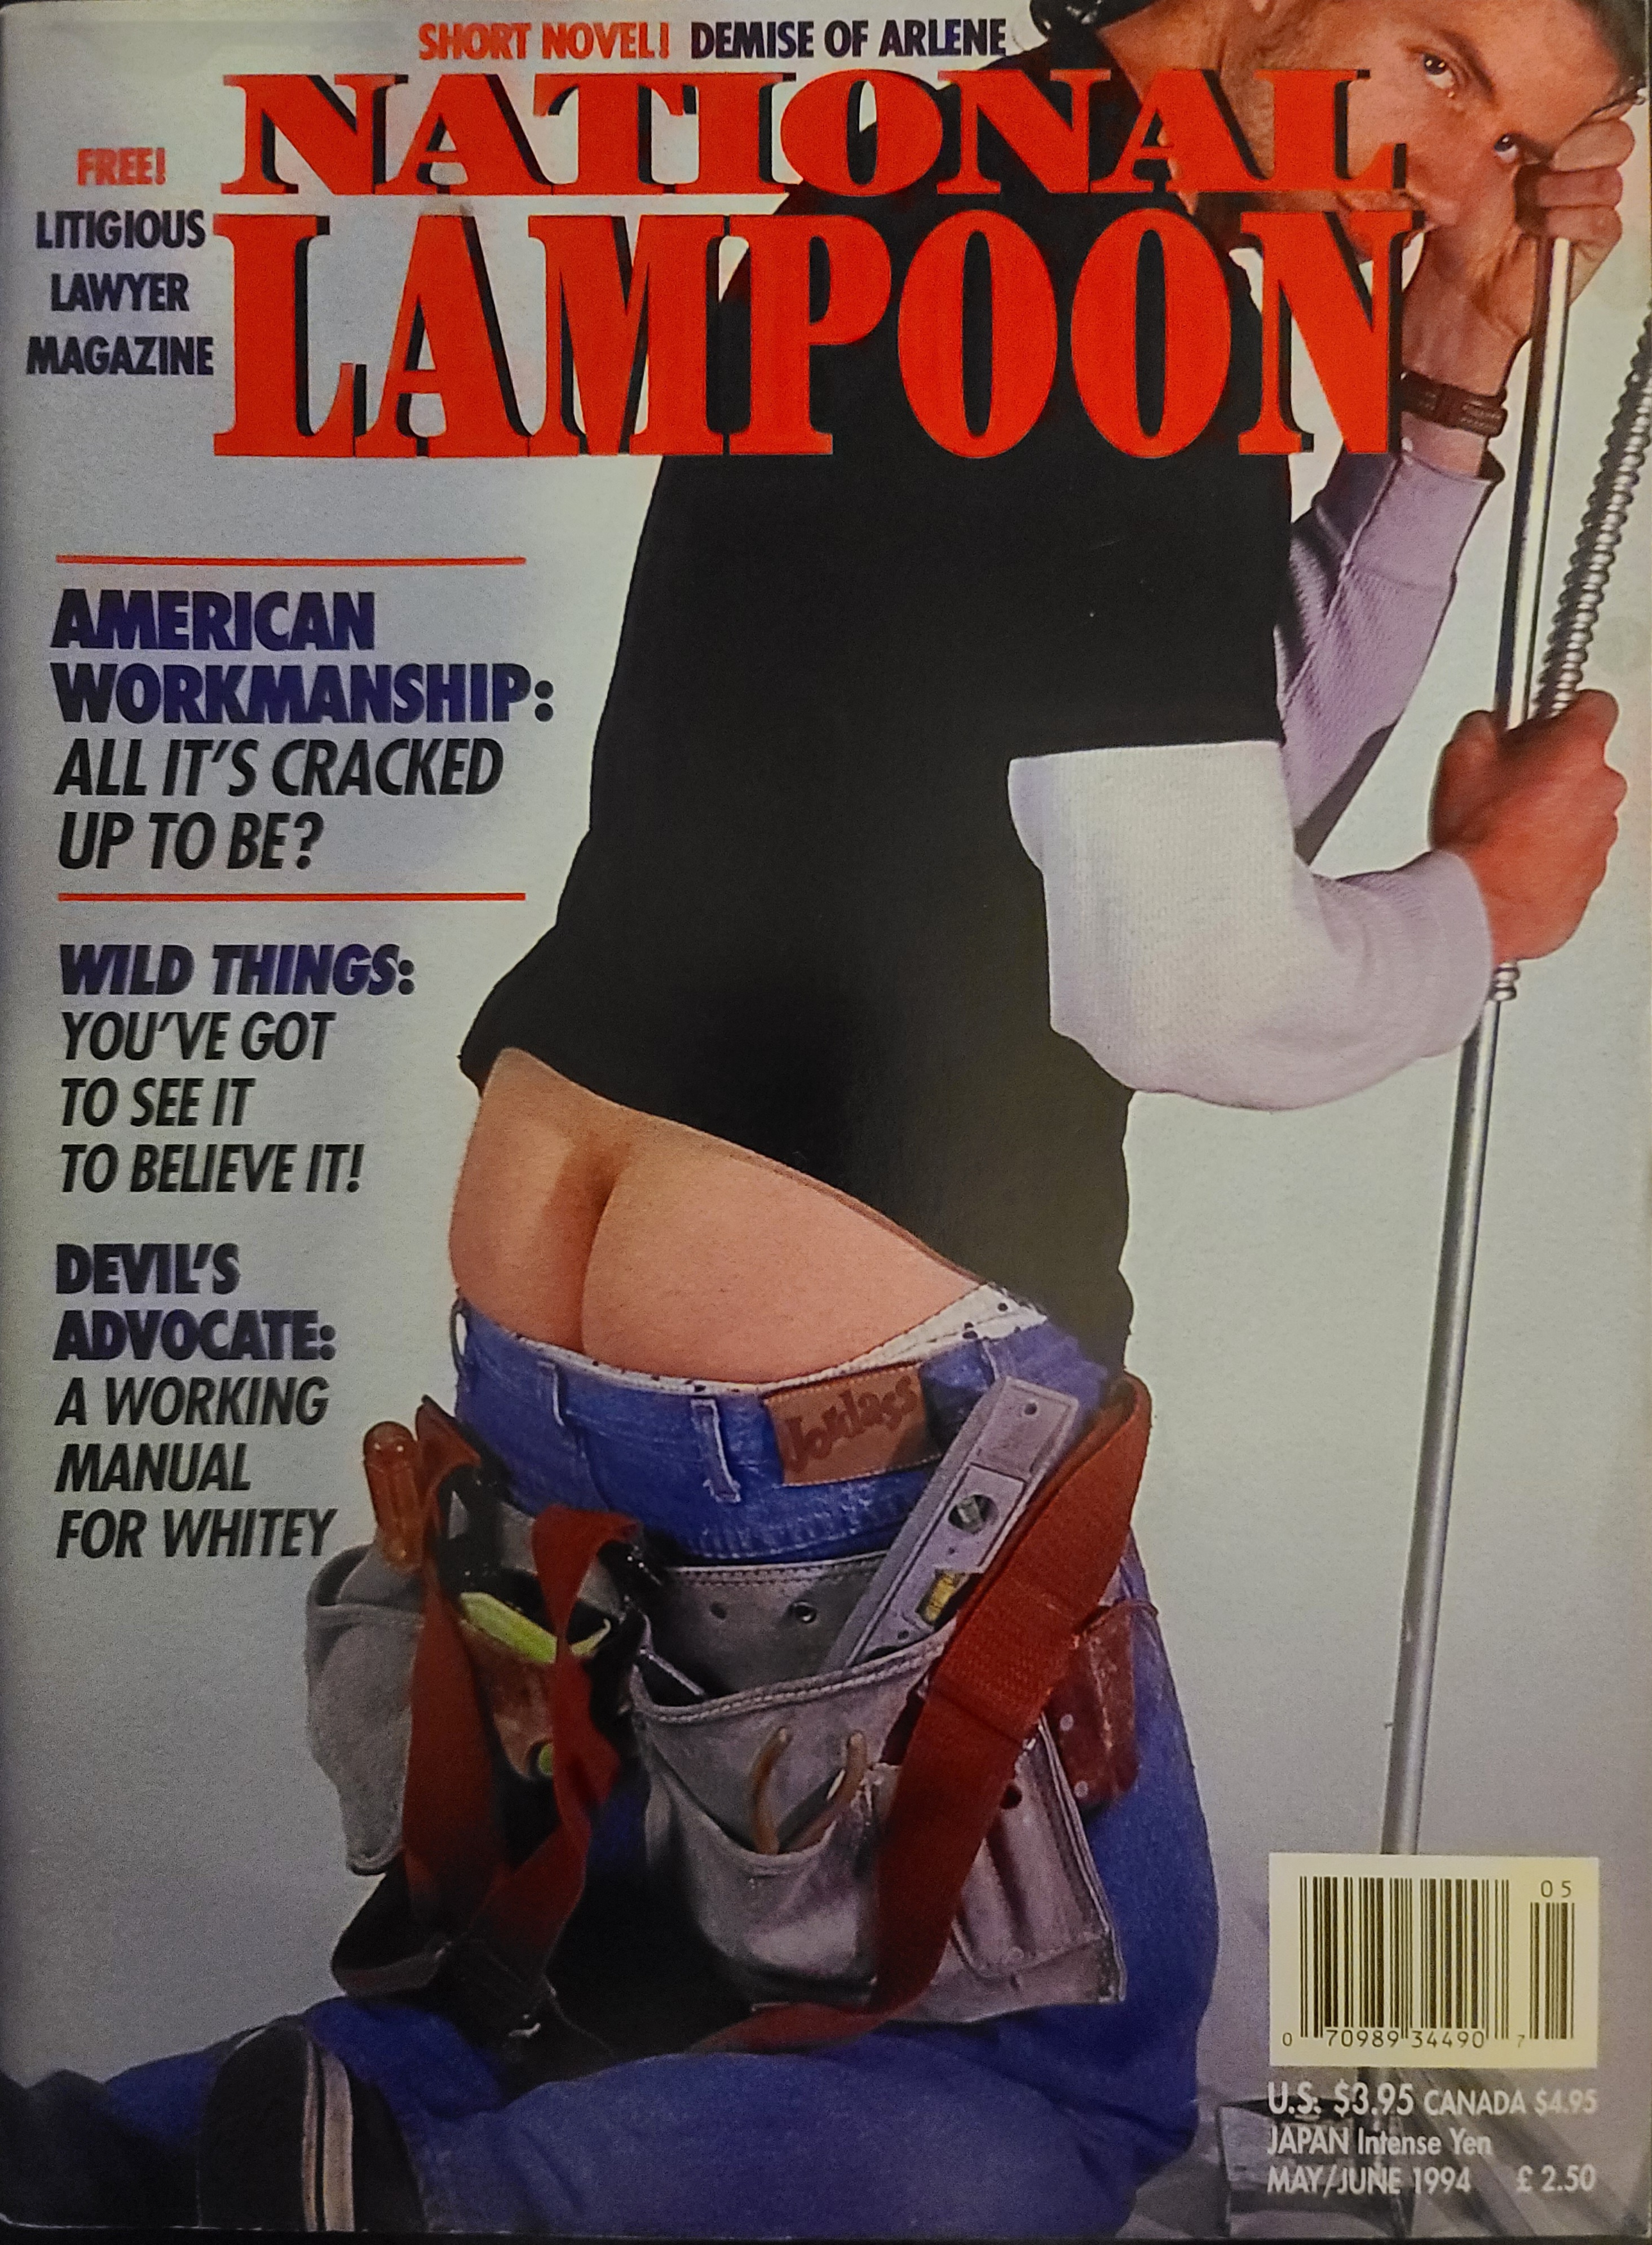 SHORT NOVEL! DEMISE OF ARLENE
NATIONAL
LAMPOON
FREE!
LITIGIOUS
LAWYER
MAGAZINE
AMERICAN
WORKMANSHIP:
ALL IT'S CRACKED
UP TO BE?
WILD THINGS:
YOU'VE GOT
TO SEE IT
TO BELIEVE IT!
DEVIL'S
ADVOCATE:
A WORKING
MANUAL
FOR WHITEY
05
0 70989 34490 7
U.S. $3.95 CANADA $4.95
JAPAN Intense Yen
MAY/JUNE 1994 £ 2.50